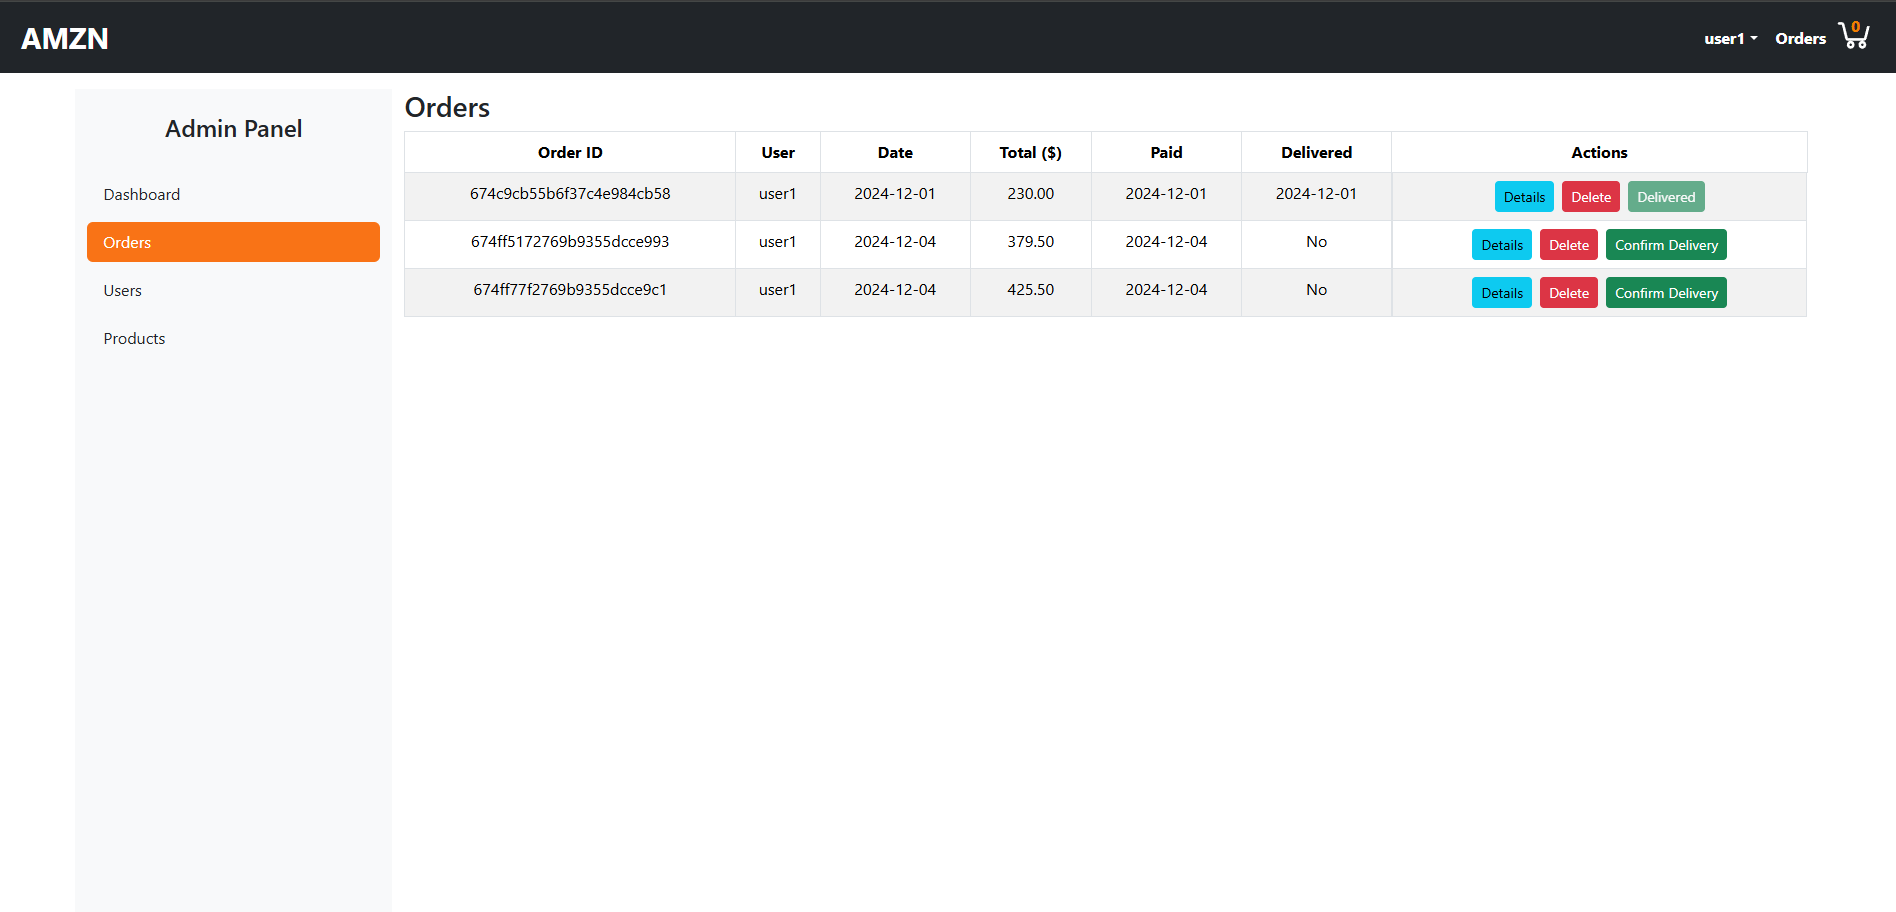 AMZN
user1 Orders 0
Admin Panel
Dashboard
Orders
Users
Products
Orders
Order ID User Date Total ($) Paid Delivered Actions
674c9cb55b6f37c4e984cb58 user1 2024-12-01 230.00 2024-12-01 2024-12-01 Details Delete Delivered
674ff5172769b9355dcce993 user1 2024-12-04 379.50 2024-12-04 No Details Delete Confirm Delivery
674ff77f2769b9355dcce9c1 user1 2024-12-04 425.50 2024-12-04 No Details Delete Confirm Delivery